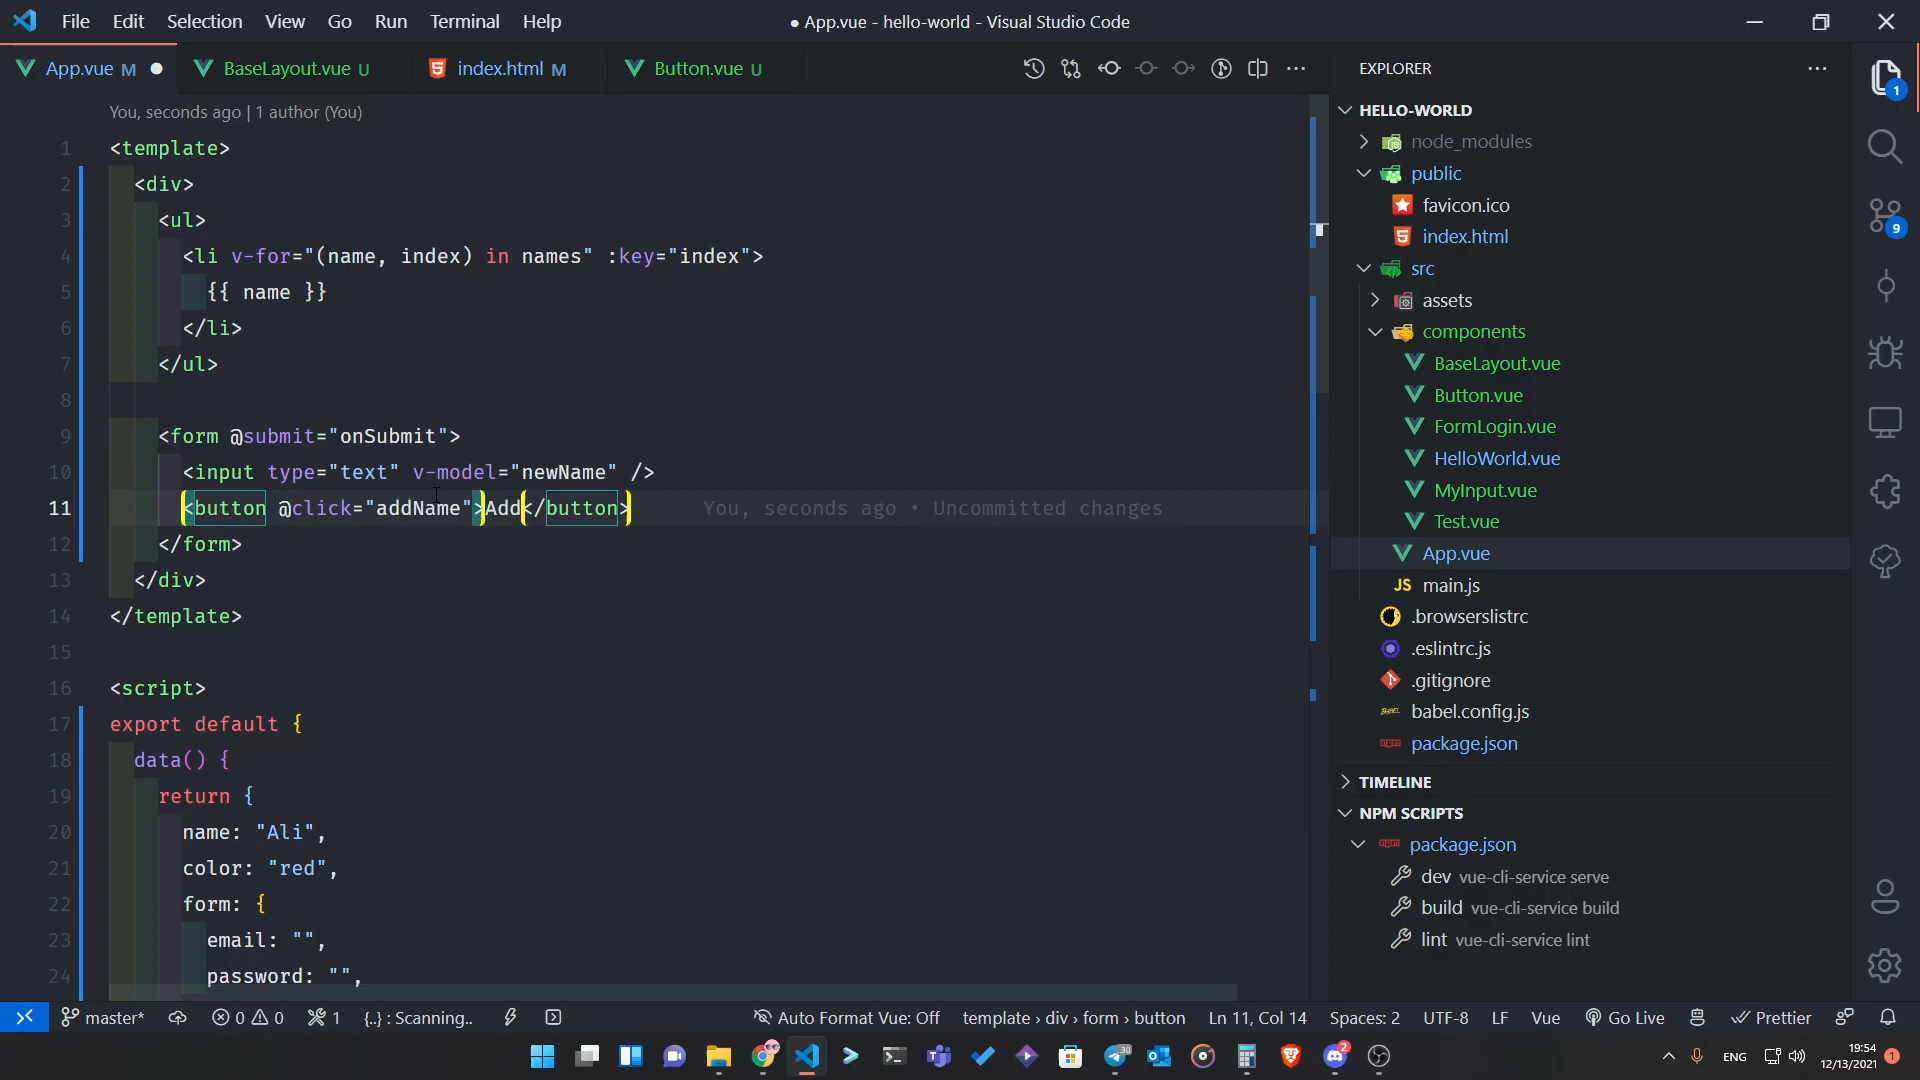 File Edit Selection View Go Run Terminal Help ● App.vue - hello-world - Visual Studio Code
App.vue M BaseLayout.vue U index.html M Button.vue U
You, seconds ago | 1 author (You)
1 <template>
2 <div>
3 <ul>
4 <li v-for="(name, index) in names" :key="index">
5 {{ name }}
6 </li>
7 </ul>
8
9 <form @submit="onSubmit">
10 <input type="text" v-model="newName" />
11 <button @click="addName">Add</button> You, seconds ago • Uncommitted changes
12 </form>
13 </div>
14 </template>
15
16 <script>
17 export default {
18 data() {
19 return {
20 name: "Ali",
21 color: "red",
22 form: {
23 email: "",
24 password: "",
EXPLORER
HELLO-WORLD
node_modules
public
favicon.ico
index.html
src
assets
components
BaseLayout.vue
Button.vue
FormLogin.vue
HelloWorld.vue
MyInput.vue
Test.vue
App.vue
JS main.js
.browserslistrc
.eslintrc.js
.gitignore
babel.config.js
package.json
TIMELINE
NPM SCRIPTS
package.json
dev vue-cli-service serve
build vue-cli-service build
lint vue-cli-service lint
1
9
master* 0 0 1 {..} : Scanning.. Auto Format Vue: Off template › div › form › button Ln 11, Col 14 Spaces: 2 UTF-8 LF Vue Go Live Prettier
30 2 ENG 19:54 1
12/13/2021